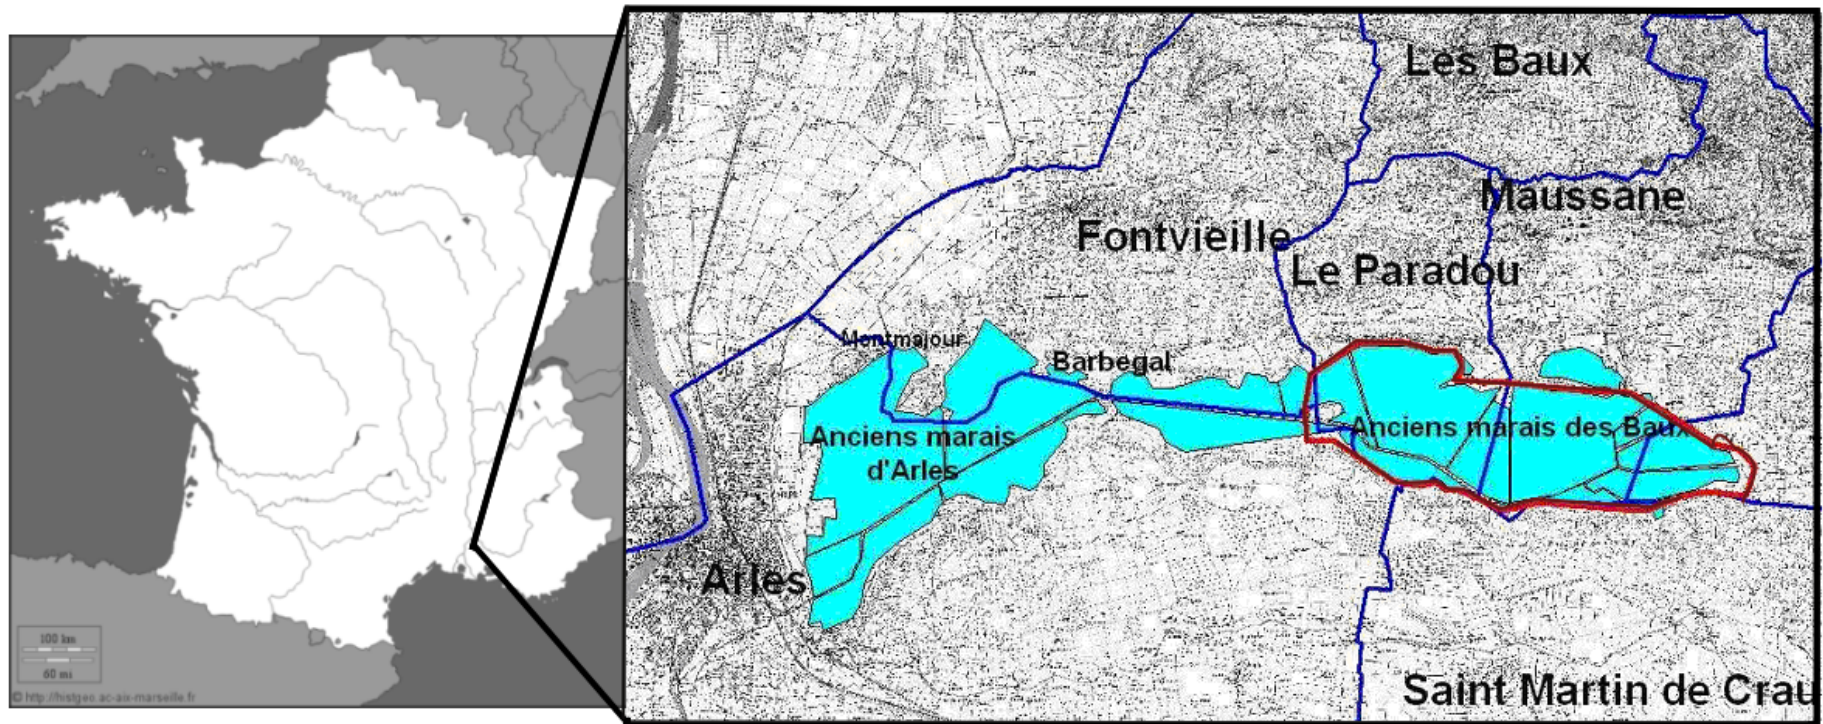 100 km
60 mi
© http://histgeo.ac-aix-marseille.fr
Les Baux
Maussane
Fontvieille
Le Paradou
Montmajour
Barbegal
Anciens marais
d'Arles
Anciens marais des Baux
Arles
Saint Martin de Crau